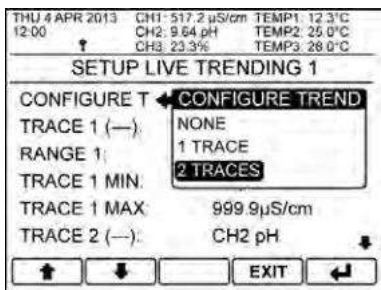 THU 4 APR 2013 CH1: 517.2 µS/cm TEMP1: 12.3°C
12:00 CH2: 9.64 pH TEMP2: 25.0°C
CH3: 23.3% TEMP3: 28.0°C
SETUP LIVE TRENDING 1
CONFIGURE T CONFIGURE TREND
TRACE 1 (—): NONE
RANGE 1: 1 TRACE
TRACE 1 MIN: 2 TRACES
TRACE 1 MAX: 999.9µS/cm
TRACE 2 (---): CH2 pH
EXIT